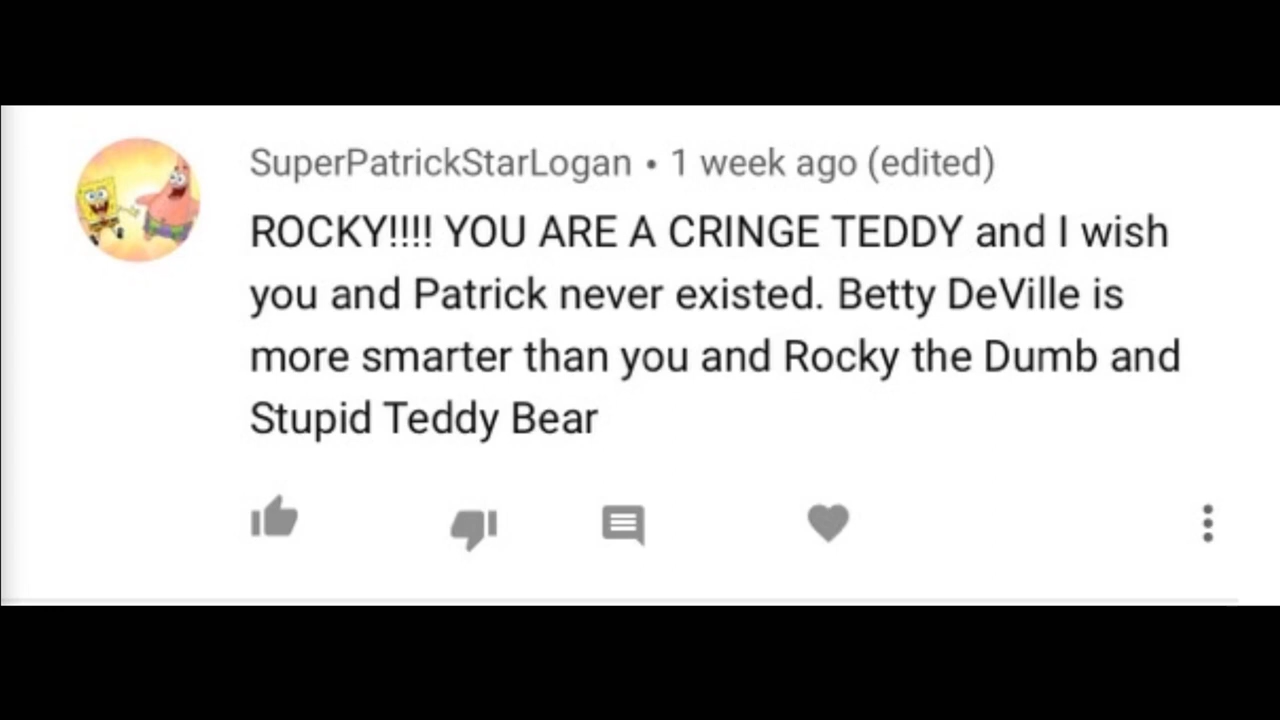 SuperPatrickStarLogan • 1 week ago (edited)
ROCKY!!!! YOU ARE A CRINGE TEDDY and I wish
you and Patrick never existed. Betty DeVille is
more smarter than you and Rocky the Dumb and
Stupid Teddy Bear